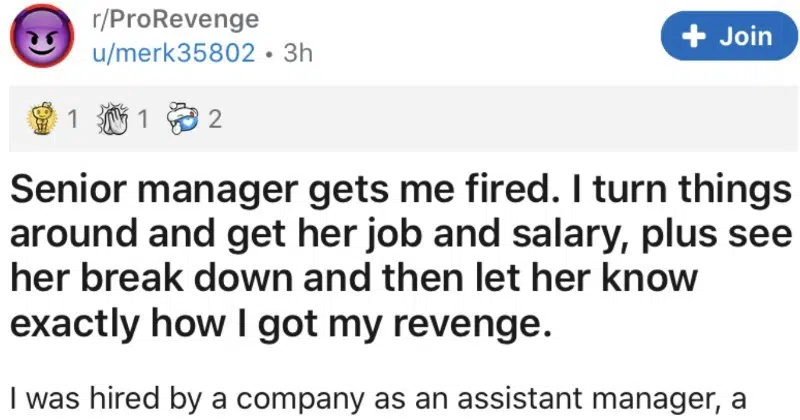 r/ProRevenge
u/merk35802 • 3h
+ Join
1 1 2
Senior manager gets me fired. I turn things
around and get her job and salary, plus see
her break down and then let her know
exactly how I got my revenge.
I was hired by a company as an assistant manager, a